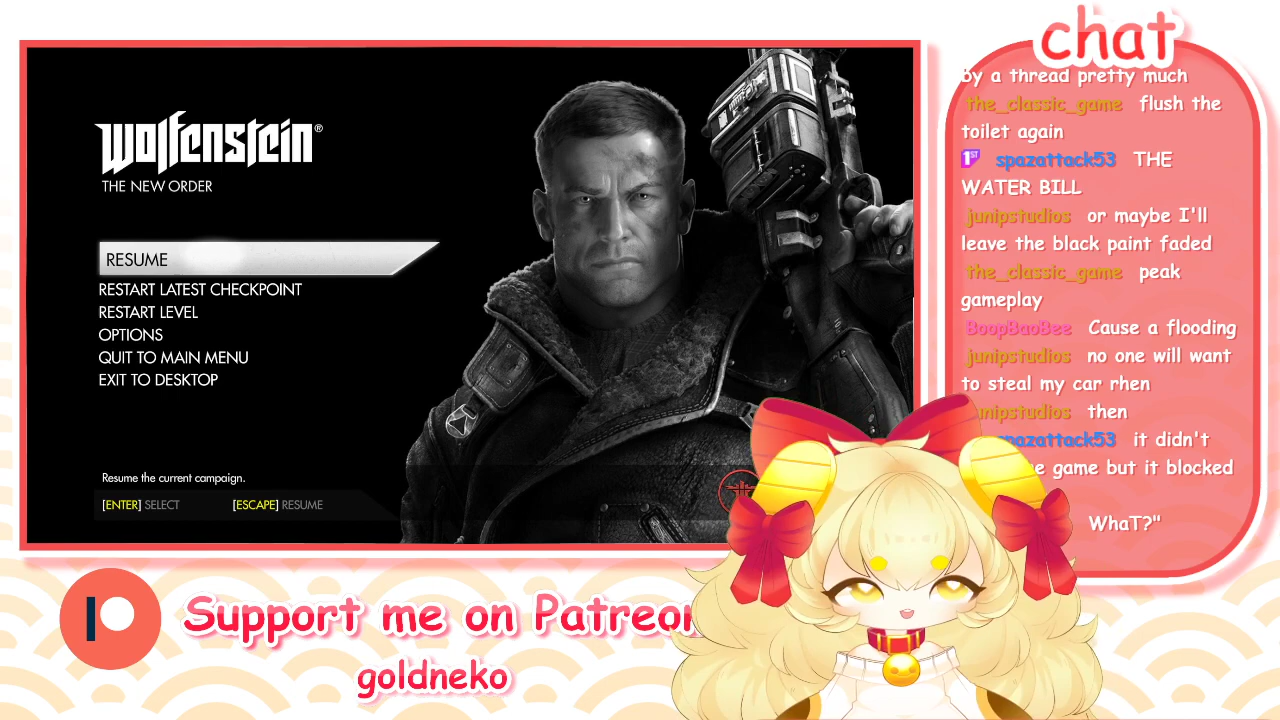 wolfenstein®
THE NEW ORDER
RESUME
RESTART LATEST CHECKPOINT
RESTART LEVEL
OPTIONS
QUIT TO MAIN MENU
EXIT TO DESKTOP
Resume the current campaign.
[ENTER] SELECT [ESCAPE] RESUME
chat
by a thread pretty much
the_classic_game flush the
toilet again
1ST spazattack53 THE
WATER BILL
junipstudios or maybe I'll
leave the black paint faded
the_classic_game peak
gameplay
BoopBaoBee Cause a flooding
junipstudios no one will want
to steal my car rhen
junipstudios then
spazattack53 it didn't
game but it blocked
WhaT?"
Support me on Patreon
goldneko